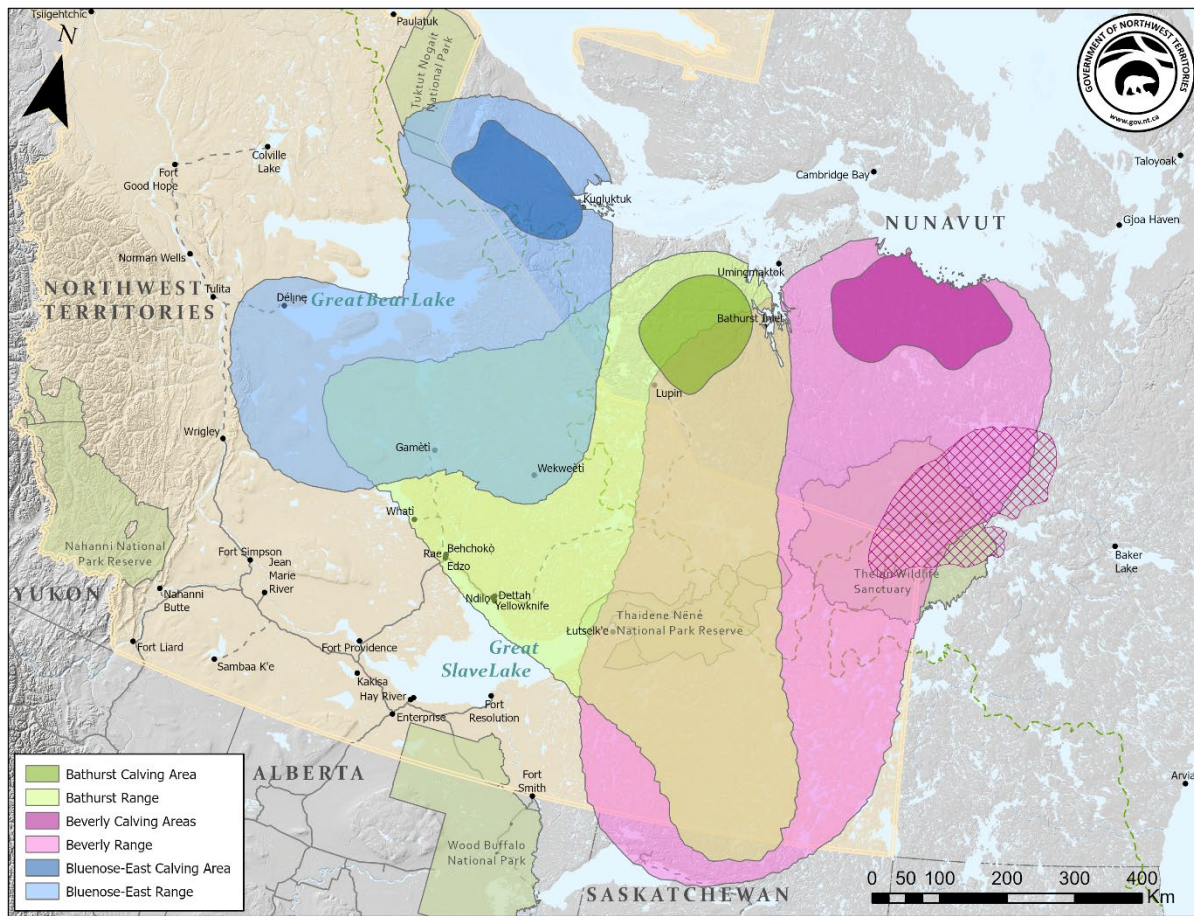 Tsiigehtchic
Paulatuk
N
Tuktut Nogait
National Park
GOVERNMENT OF NORTHWEST TERRITORIES
www.gov.nt.ca
Colville
Lake
Fort
Good Hope
Taloyoak
Cambridge Bay
Kugluktuk
Gjoa Haven
NUNAVUT
Norman Wells
Umingmaktok
Tulita
Délı̨nę
Great Bear Lake
NORTHWEST
TERRITORIES
Bathurst Inlet
Lupin
Wrigley
Gamètì
Wekweètì
Whatì
Nahanni National
Park Reserve
Fort Simpson
Jean
Marie
River
Rae
Behchokǫ̀
Edzo
Baker
Lake
Thelon Wildlife
Sanctuary
YUKON
Nahanni
Butte
Ndilǫ
Dettah
Yellowknife
Thaidene Nëné
National Park Reserve
Łutselk'e
Fort Liard
Sambaa K'e
Fort Providence
Great
Slave Lake
Kakisa
Hay River
Enterprise
Fort
Resolution
ALBERTA
Fort
Smith
Arvia
Wood Buffalo
National Park
SASKATCHEWAN
Bathurst Calving Area
Bathurst Range
Beverly Calving Areas
Beverly Range
Bluenose-East Calving Area
Bluenose-East Range
0 50 100 200 300 400
Km